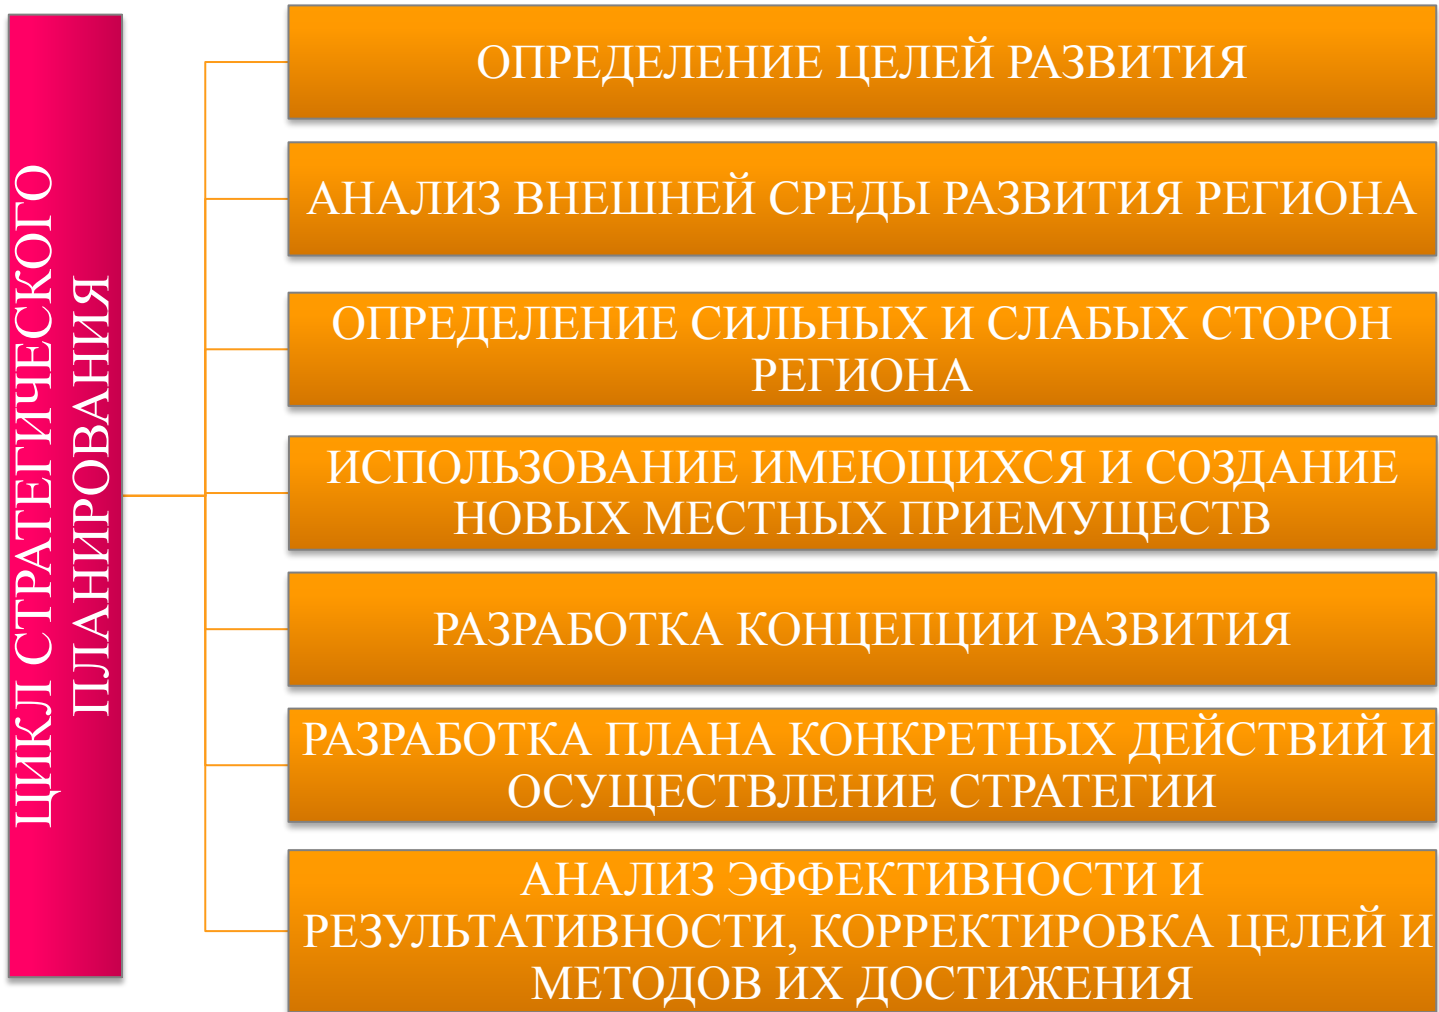 ЦИКЛ СТРАТЕГИЧЕСКОГО
ПЛАНИРОВАНИЯ
ОПРЕДЕЛЕНИЕ ЦЕЛЕЙ РАЗВИТИЯ
АНАЛИЗ ВНЕШНЕЙ СРЕДЫ РАЗВИТИЯ РЕГИОНА
ОПРЕДЕЛЕНИЕ СИЛЬНЫХ И СЛАБЫХ СТОРОН
РЕГИОНА
ИСПОЛЬЗОВАНИЕ ИМЕЮЩИХСЯ И СОЗДАНИЕ
НОВЫХ МЕСТНЫХ ПРИЕМУЩЕСТВ
РАЗРАБОТКА КОНЦЕПЦИИ РАЗВИТИЯ
РАЗРАБОТКА ПЛАНА КОНКРЕТНЫХ ДЕЙСТВИЙ И
ОСУЩЕСТВЛЕНИЕ СТРАТЕГИИ
АНАЛИЗ ЭФФЕКТИВНОСТИ И
РЕЗУЛЬТАТИВНОСТИ, КОРРЕКТИРОВКА ЦЕЛЕЙ И
МЕТОДОВ ИХ ДОСТИЖЕНИЯ